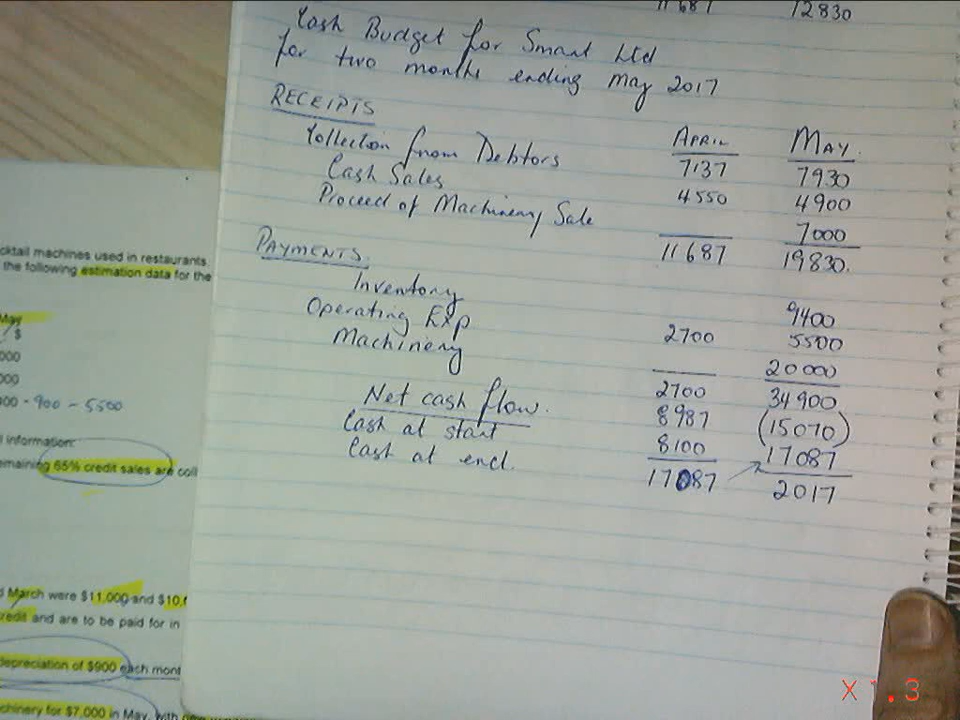 11687 12830
Cash Budget for Smart Ltd
for two months ending May 2017
RECEIPTS
APRIL MAY.
Collection from Debtors 7137 7930
Cash Sales 4550 4900
Proceed of Machinery Sale 7000
11687 19830.
PAYMENTS
Inventory 9400
Operating Exp 2700 5500
Machinery 20000
2700 34900
Net cash flow. 8987 (15070)
Cash at start 8100 17087
Cash at end. 17087 2017
cktail machines used in restaurants
the following estimation data for the
May
$
000
000
000 - 900 - 5500
l information:
emaining 65% credit sales are coll
d March were $11,000 and $10,
redit and are to be paid for in
depreciation of $900 each mont
chinery for $7,000 in May, with
X1.3